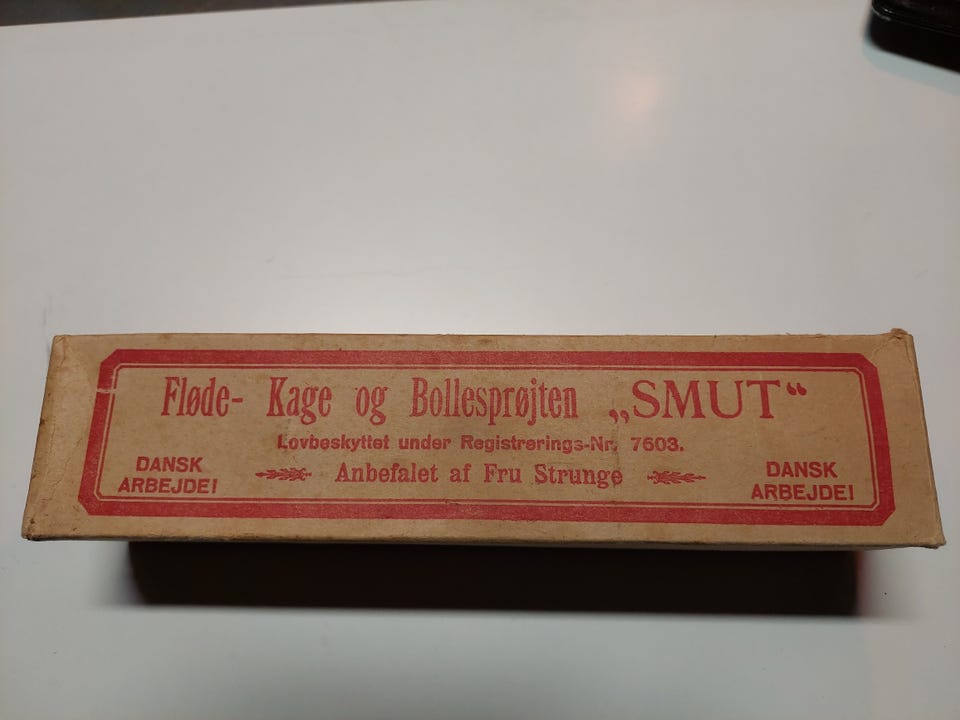 Fløde- Kage og Bollesprøjten „SMUT“
Lovbeskyttet under Registrerings-Nr. 7603.
Anbefalet af Fru Strunge
DANSK
ARBEJDE!
DANSK
ARBEJDE!